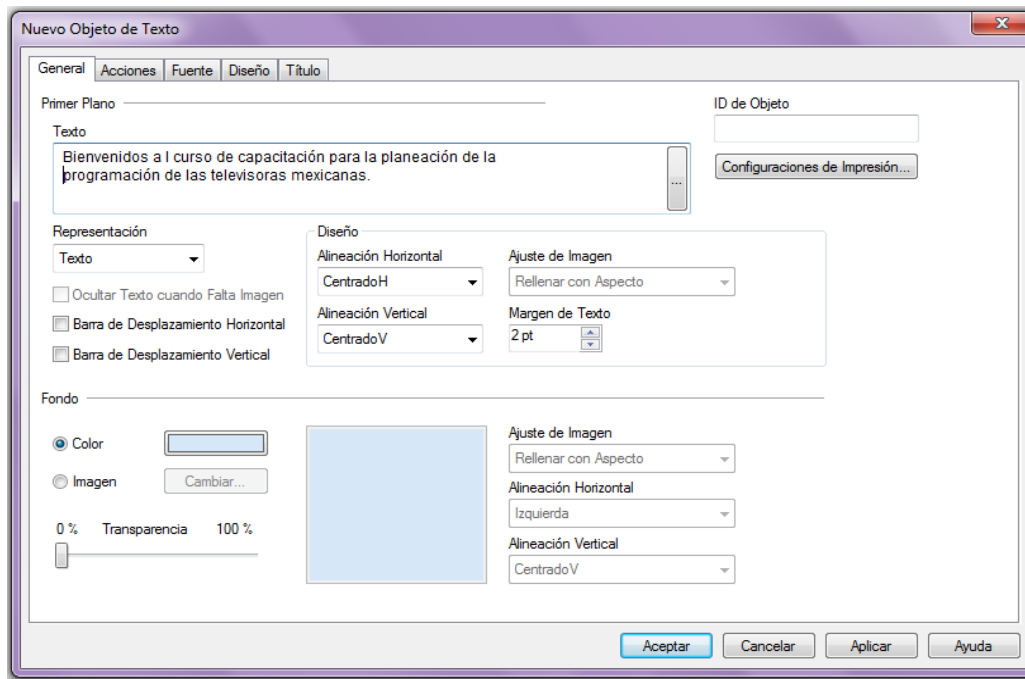 Nuevo Objeto de Texto
General Acciones Fuente Diseño Título
Primer Plano
ID de Objeto
Texto
Bienvenidos a l curso de capacitación para la planeación de la
programación de las televisoras mexicanas.
...
Configuraciones de Impresión...
Representación
Texto
Ocultar Texto cuando Falta Imagen
Barra de Desplazamiento Horizontal
Barra de Desplazamiento Vertical
Diseño
Alineación Horizontal
CentradoH
Ajuste de Imagen
Rellenar con Aspecto
Alineación Vertical
CentradoV
Margen de Texto
2 pt
Fondo
Color
Imagen
Cambiar...
0 % Transparencia 100 %
Ajuste de Imagen
Rellenar con Aspecto
Alineación Horizontal
Izquierda
Alineación Vertical
CentradoV
Aceptar Cancelar Aplicar Ayuda